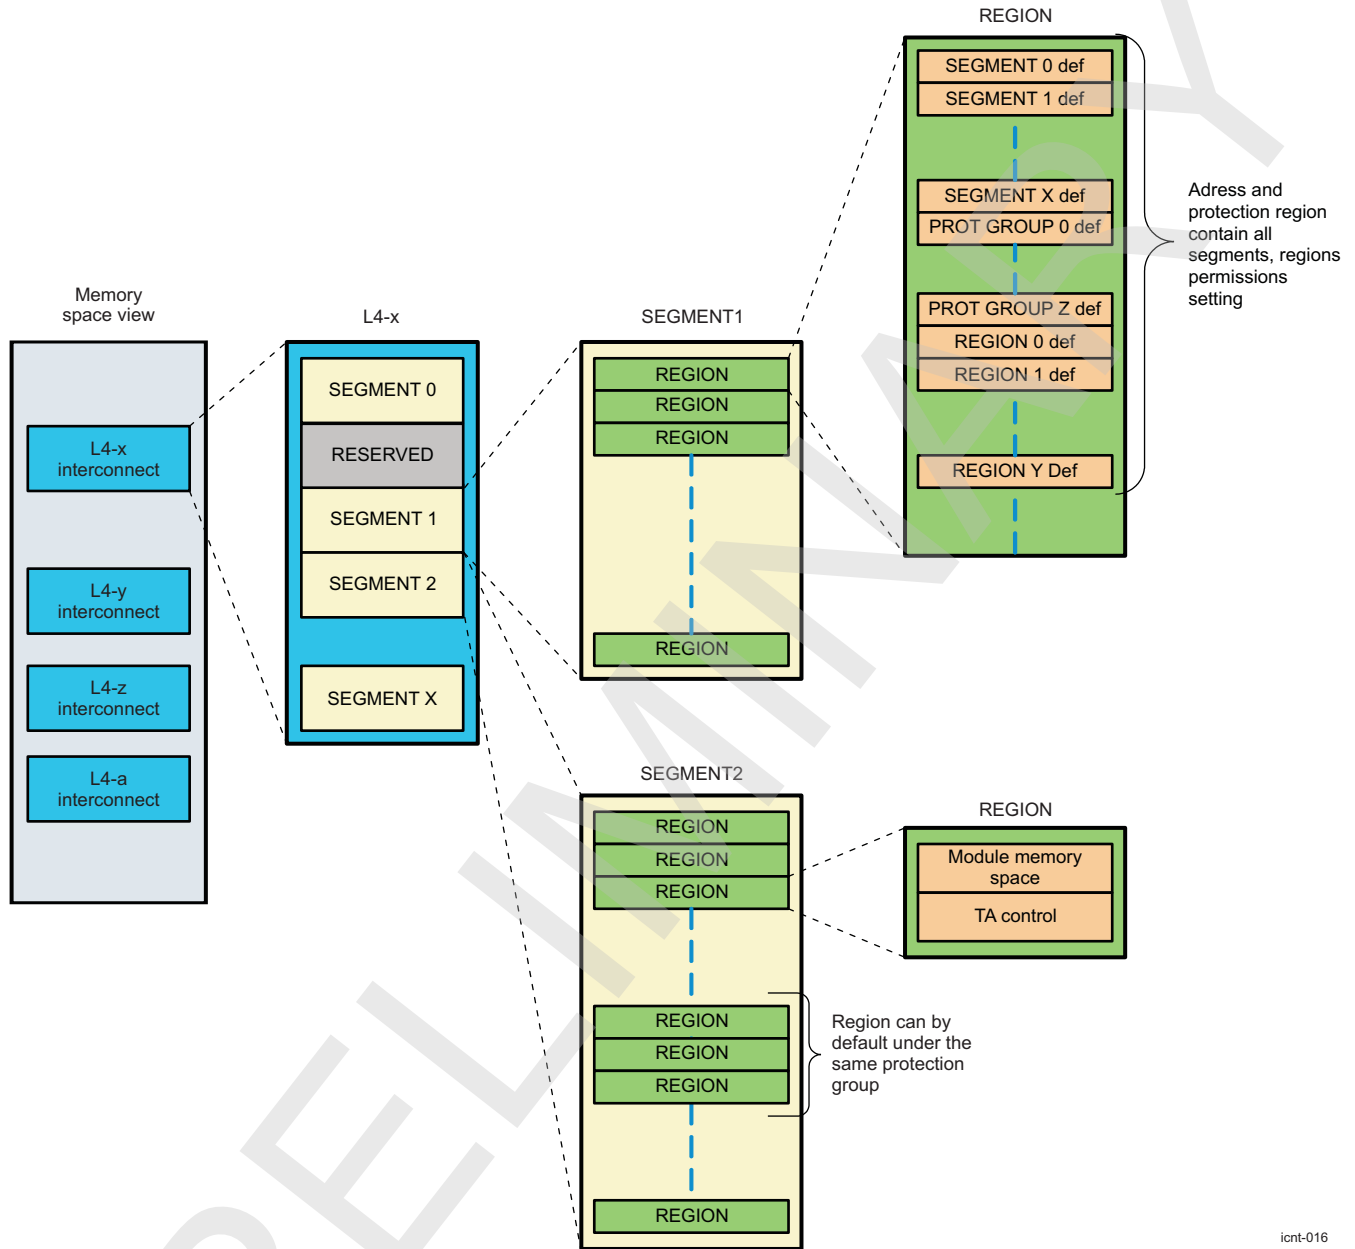 Memory
space view
L4-x
interconnect
L4-y
interconnect
L4-z
interconnect
L4-a
interconnect
L4-x
SEGMENT 0
RESERVED
SEGMENT 1
SEGMENT 2
SEGMENT X
SEGMENT1
REGION
REGION
REGION
REGION
REGION
SEGMENT 0 def
SEGMENT 1 def
SEGMENT X def
PROT GROUP 0 def
PROT GROUP Z def
REGION 0 def
REGION 1 def
REGION Y Def
Adress and
protection region
contain all
segments, regions
permissions
setting
SEGMENT2
REGION
REGION
REGION
REGION
REGION
REGION
REGION
Region can by
default under the
same protection
group
REGION
Module memory
space
TA control
icnt-016
PRELIMINARY